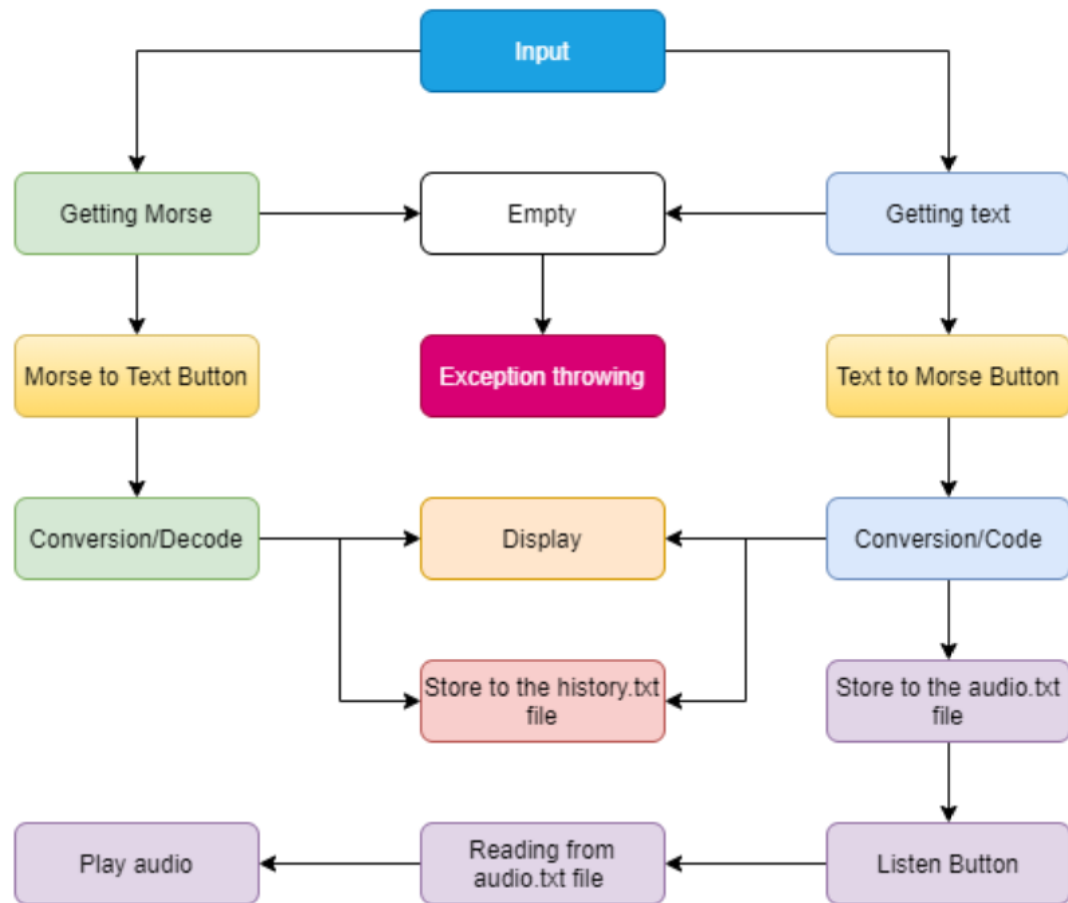 Input
Getting Morse
Empty
Getting text
Morse to Text Button
Exception throwing
Text to Morse Button
Conversion/Decode
Display
Conversion/Code
Store to the history.txt
file
Store to the audio.txt
file
Play audio
Reading from
audio.txt file
Listen Button